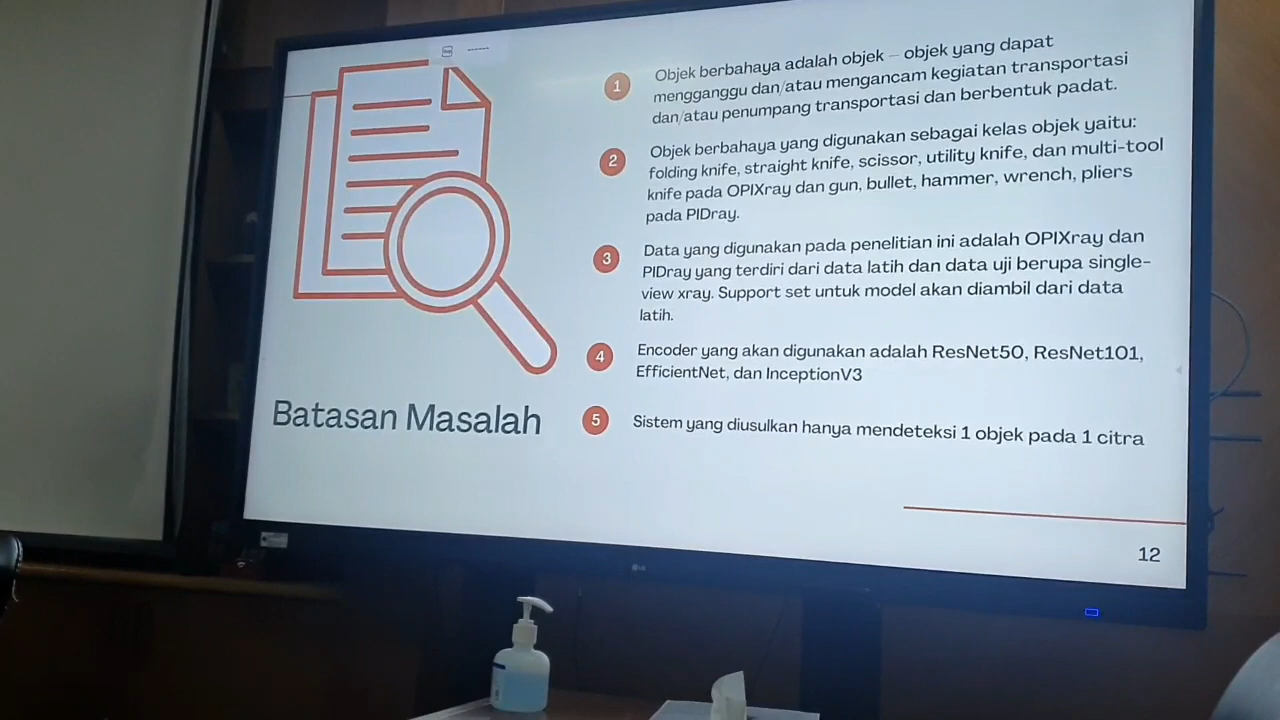 1
Objek berbahaya adalah objek – objek yang dapat
mengganggu dan/atau mengancam kegiatan transportasi
dan/atau penumpang transportasi dan berbentuk padat.
2
Objek berbahaya yang digunakan sebagai kelas objek yaitu:
folding knife, straight knife, scissor, utility knife, dan multi-tool
knife pada OPIXray dan gun, bullet, hammer, wrench, pliers
pada PIDray.
3
Data yang digunakan pada penelitian ini adalah OPIXray dan
PIDray yang terdiri dari data latih dan data uji berupa single-
view xray. Support set untuk model akan diambil dari data
latih.
4
Encoder yang akan digunakan adalah ResNet50, ResNet101,
EfficientNet, dan InceptionV3
Batasan Masalah
5
Sistem yang diusulkan hanya mendeteksi 1 objek pada 1 citra
12
LG